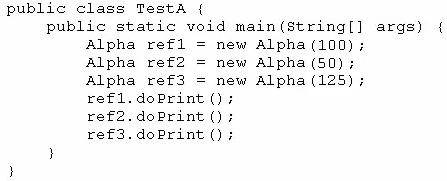 public class TestA {
    public static void main(String[] args) {
        Alpha ref1 = new Alpha(100);
        Alpha ref2 = new Alpha(50);
        Alpha ref3 = new Alpha(125);
        ref1.doPrint();
        ref2.doPrint();
        ref3.doPrint();
    }
}